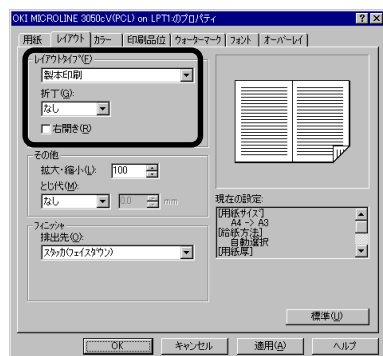 OKI MICROLINE 3050cV(PCL) on LPT1:のプロパティ
用紙 レイアウト カラー 印刷品位 ウォーターマーク フォント オーバーレイ
レイアウトタイプ(E)
製本印刷
折丁(G):
なし
右開き(R)
その他
拡大・縮小(L): 100
とじ代(M):
なし 0.0 mm
フィニッシャ
排出先(O):
スタッカ(フェイスダウン)
現在の設定:
[用紙サイズ]
A4 -> A3
[給紙方法]
自動選択
[用紙厚]
標準(U)
OK キャンセル 適用(A) ヘルプ